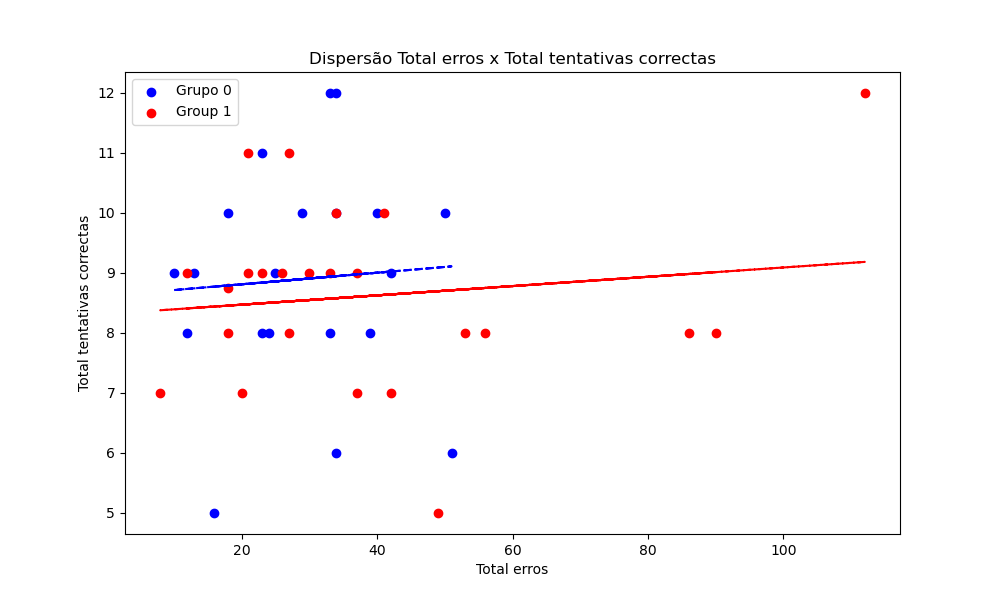 Dispersão Total erros x Total tentativas correctas
Grupo 0
Group 1
Total tentativas correctas
12
11
10
9
8
7
6
5
20
40
60
80
100
Total erros